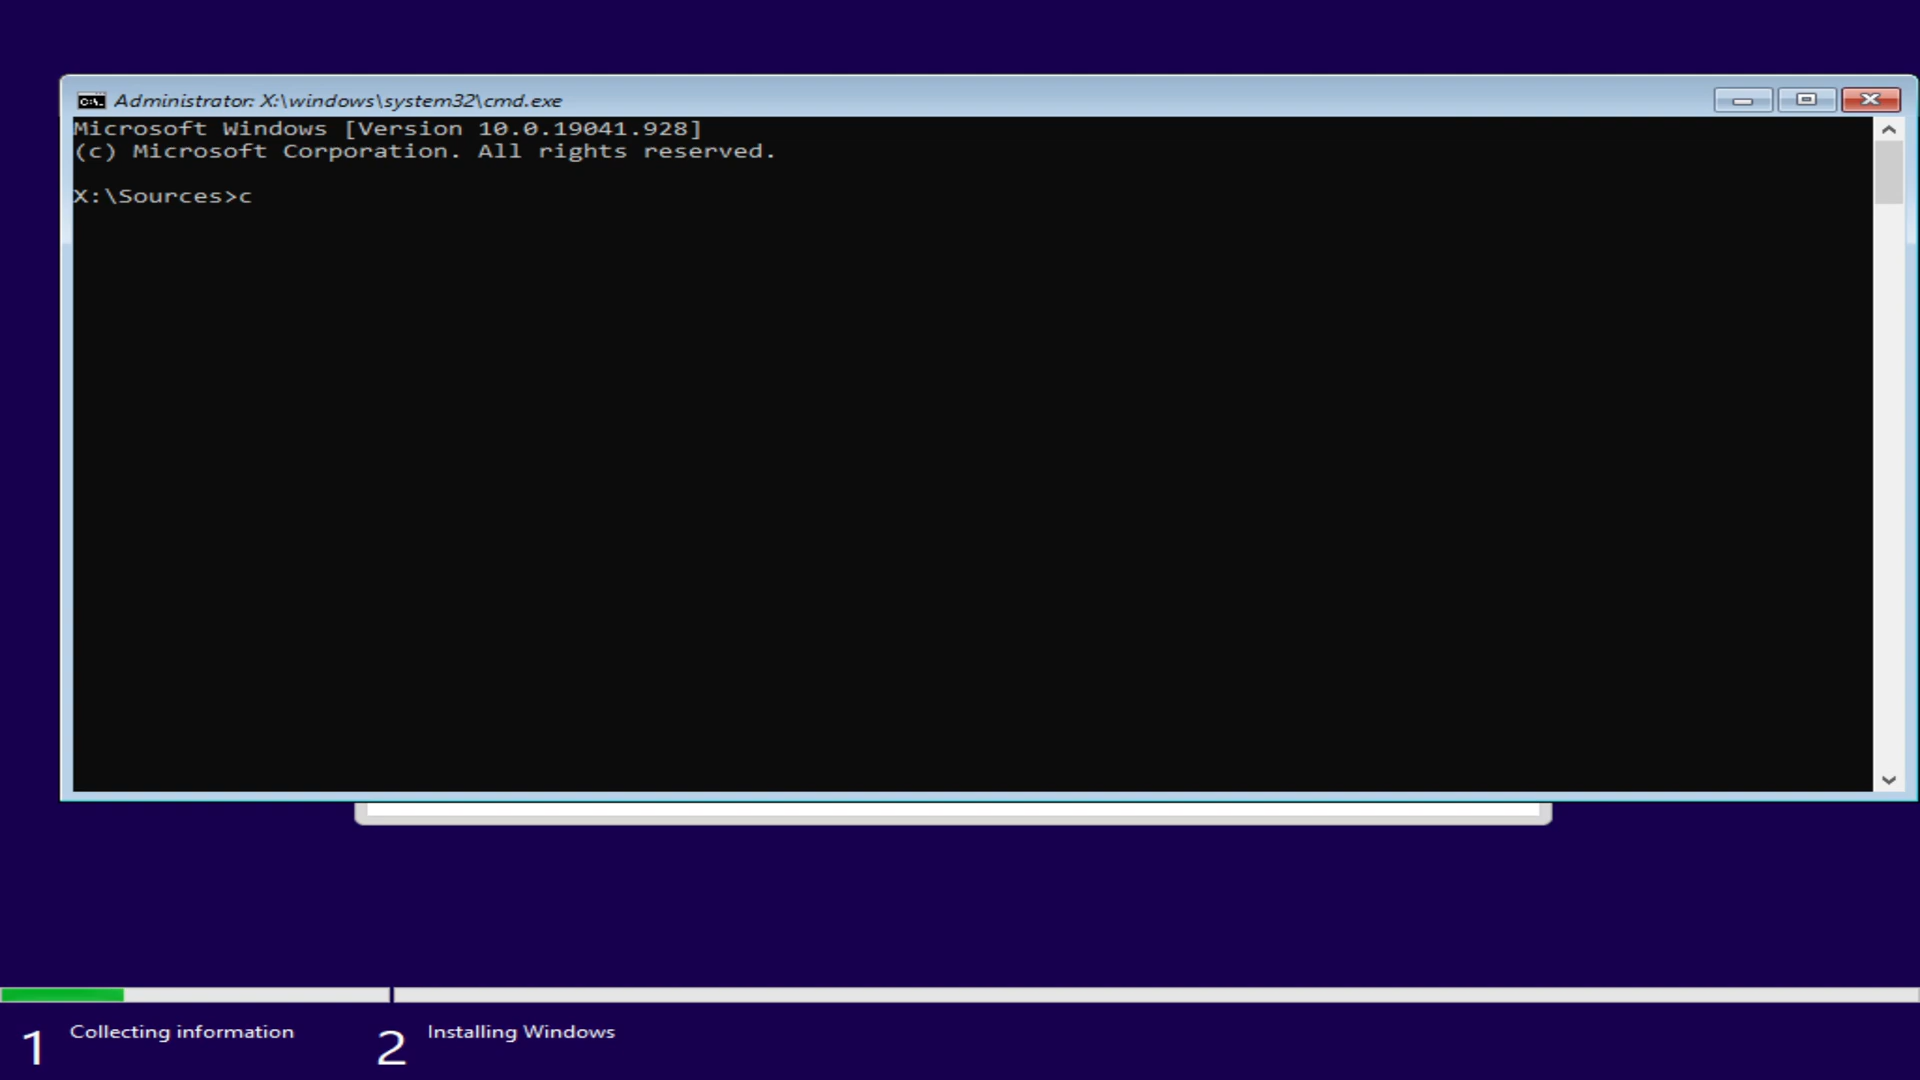 Administrator: X:\windows\system32\cmd.exe
Microsoft Windows [Version 10.0.19041.928]
(c) Microsoft Corporation. All rights reserved.
X:\Sources>c
1 Collecting information 2 Installing Windows